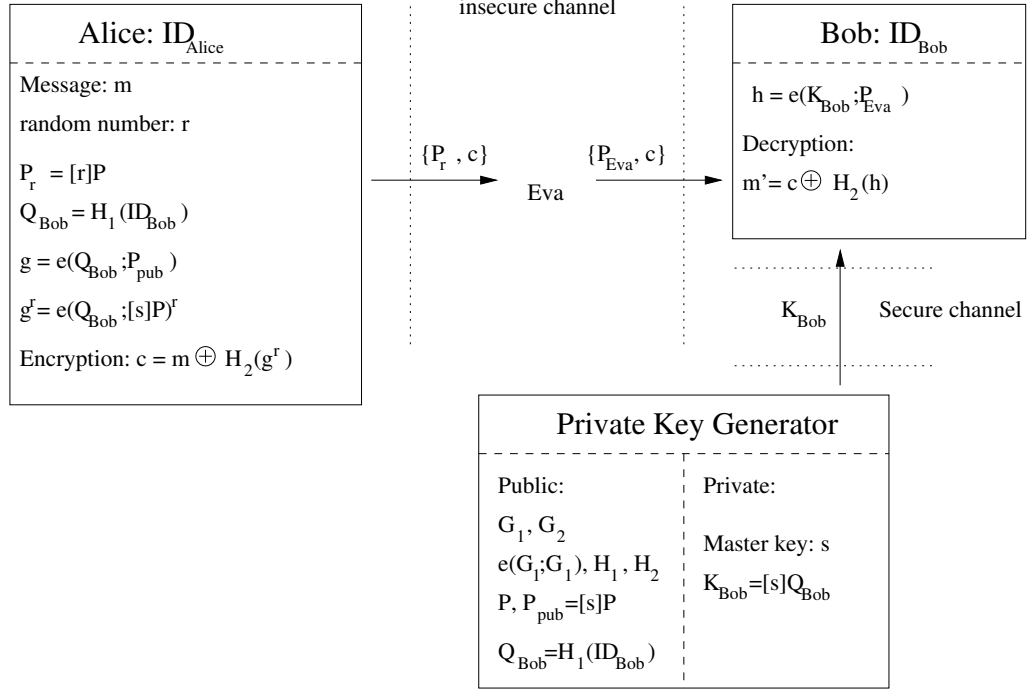 insecure channel
Alice: ID_Alice
Message: m
random number: r
P_r = [r]P
Q_Bob = H_1(ID_Bob)
g = e(Q_Bob;P_pub)
g^r = e(Q_Bob;[s]P)^r
Encryption: c = m ⊕ H_2(g^r)
{P_r, c}
Eva
{P_Eva, c}
Bob: ID_Bob
h = e(K_Bob;P_Eva)
Decryption:
m' = c ⊕ H_2(h)
K_Bob
Secure channel
Private Key Generator
Public:
G_1, G_2
e(G_1;G_1), H_1, H_2
P, P_pub=[s]P
Q_Bob=H_1(ID_Bob)
Private:
Master key: s
K_Bob=[s]Q_Bob